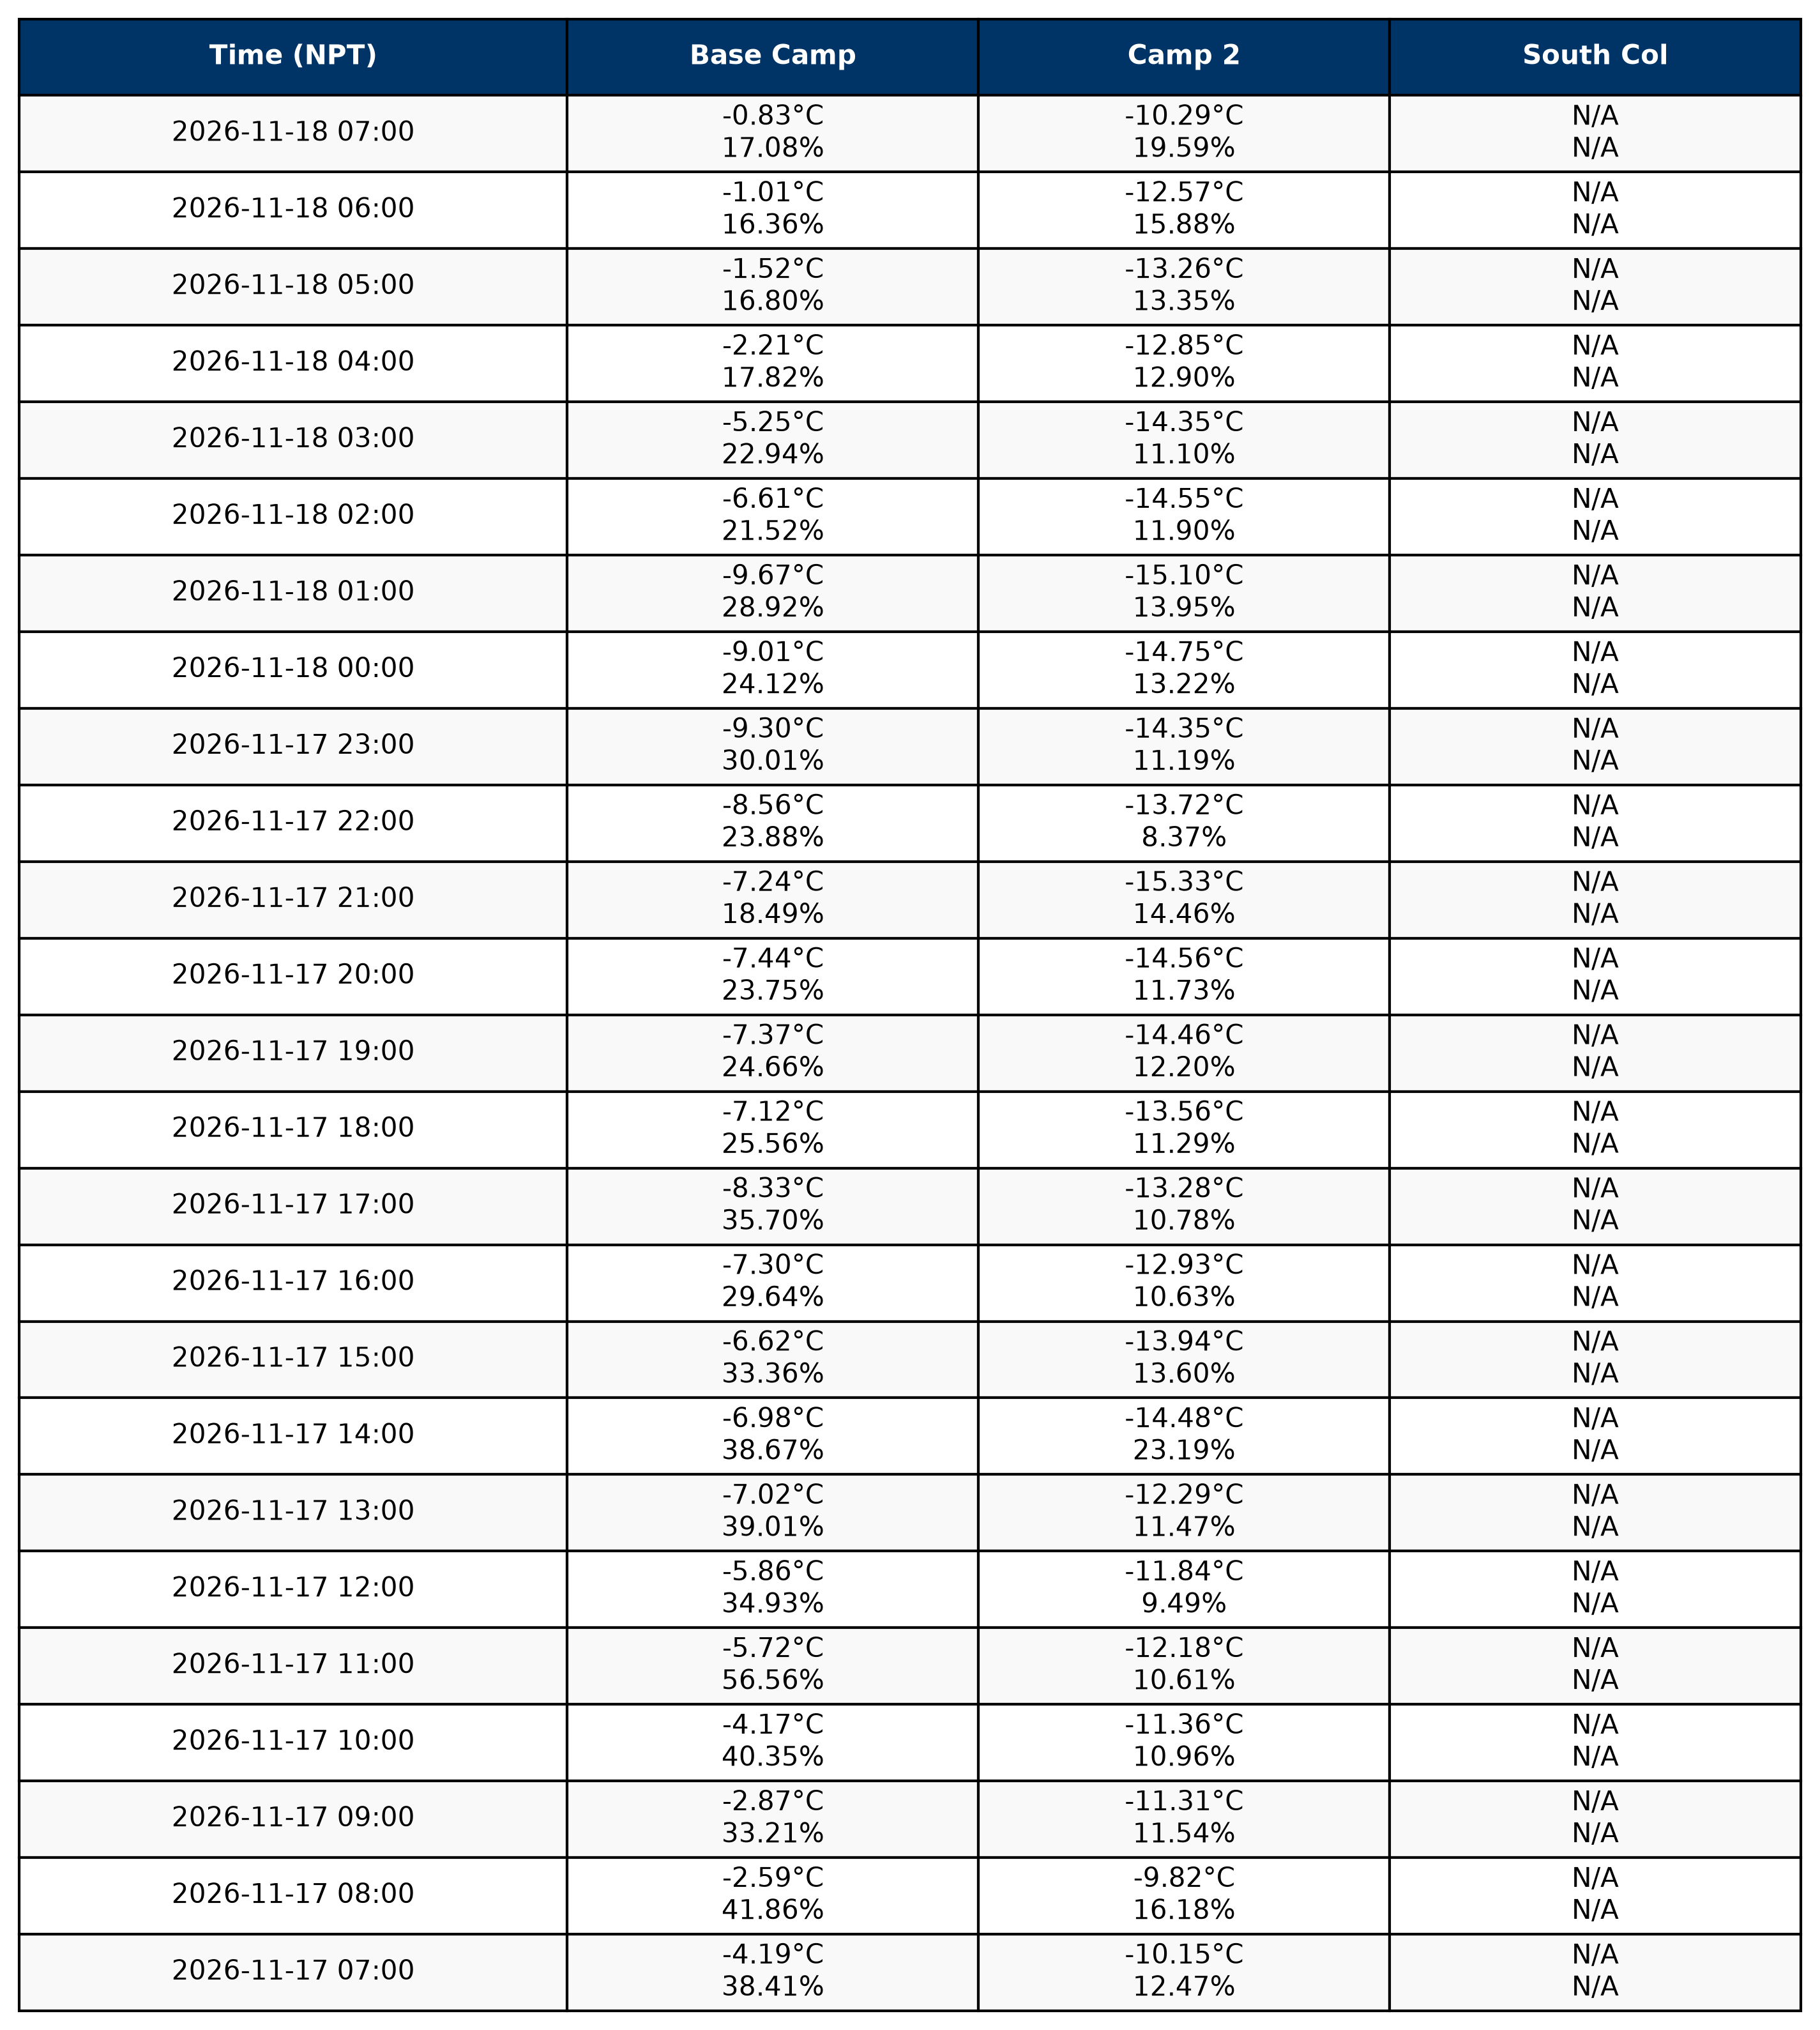 Time (NPT) Base Camp Camp 2 South Col
-0.83°C -10.29°C N/A
2026-11-18 07:00
17.08% 19.59% N/A
-1.01°C -12.57°C N/A
2026-11-18 06:00
16.36% 15.88% N/A
-1.52°C -13.26°C N/A
2026-11-18 05:00
16.80% 13.35% N/A
-2.21°C -12.85°C N/A
2026-11-18 04:00
17.82% 12.90% N/A
-5.25°C -14.35°C N/A
2026-11-18 03:00
22.94% 11.10% N/A
-6.61°C -14.55°C N/A
2026-11-18 02:00
21.52% 11.90% N/A
-9.67°C -15.10°C N/A
2026-11-18 01:00
28.92% 13.95% N/A
-9.01°C -14.75°C N/A
2026-11-18 00:00
24.12% 13.22% N/A
-9.30°C -14.35°C N/A
2026-11-17 23:00
30.01% 11.19% N/A
-8.56°C -13.72°C N/A
2026-11-17 22:00
23.88% 8.37% N/A
-7.24°C -15.33°C N/A
2026-11-17 21:00
18.49% 14.46% N/A
-7.44°C -14.56°C N/A
2026-11-17 20:00
23.75% 11.73% N/A
-7.37°C -14.46°C N/A
2026-11-17 19:00
24.66% 12.20% N/A
-7.12°C -13.56°C N/A
2026-11-17 18:00
25.56% 11.29% N/A
-8.33°C -13.28°C N/A
2026-11-17 17:00
35.70% 10.78% N/A
-7.30°C -12.93°C N/A
2026-11-17 16:00
29.64% 10.63% N/A
-6.62°C -13.94°C N/A
2026-11-17 15:00
33.36% 13.60% N/A
-6.98°C -14.48°C N/A
2026-11-17 14:00
38.67% 23.19% N/A
-7.02°C -12.29°C N/A
2026-11-17 13:00
39.01% 11.47% N/A
-5.86°C -11.84°C N/A
2026-11-17 12:00
34.93% 9.49% N/A
-5.72°C -12.18°C N/A
2026-11-17 11:00
56.56% 10.61% N/A
-4.17°C -11.36°C N/A
2026-11-17 10:00
40.35% 10.96% N/A
-2.87°C -11.31°C N/A
2026-11-17 09:00
33.21% 11.54% N/A
-2.59°C -9.82°C N/A
2026-11-17 08:00
41.86% 16.18% N/A
-4.19°C -10.15°C N/A
2026-11-17 07:00
38.41% 12.47% N/A